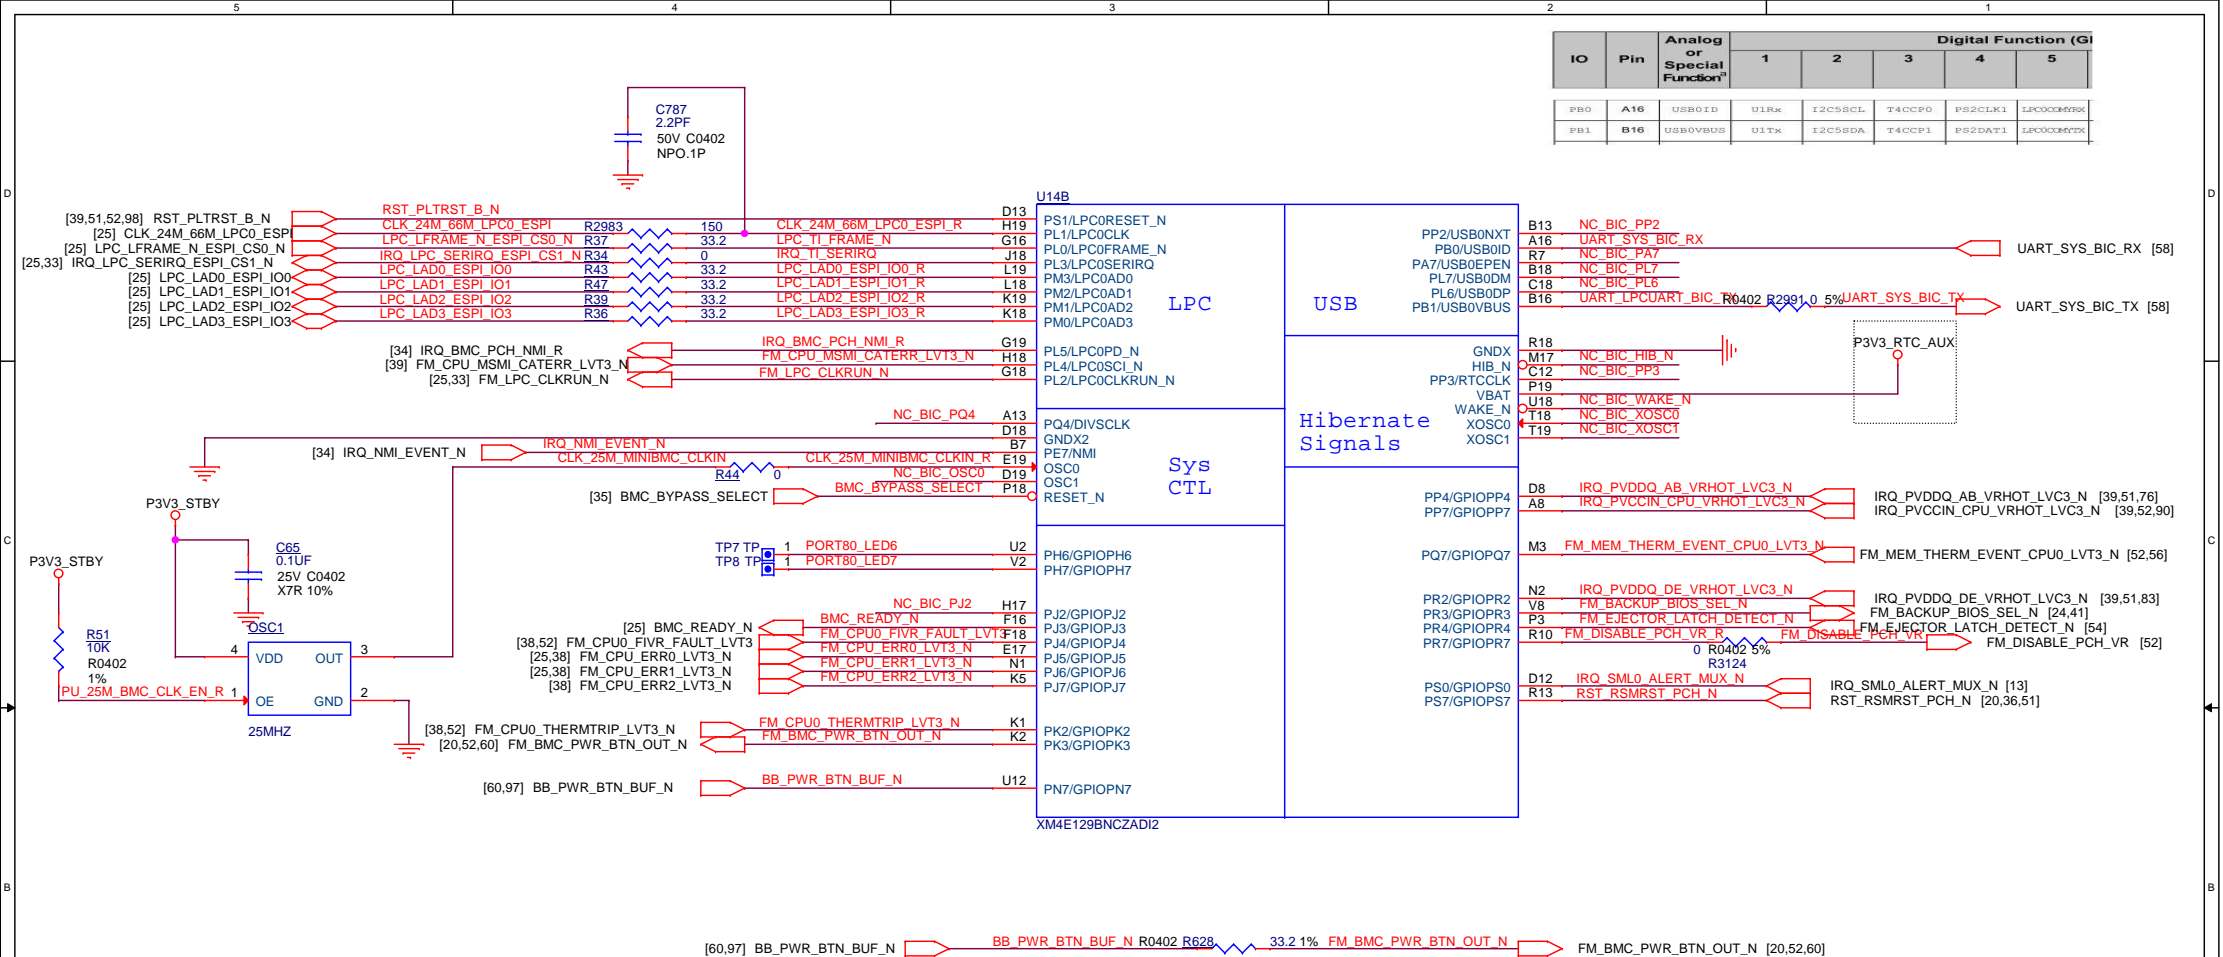 5 4 3 2 1
IO Pin Analog or Special Function a Digital Function (GI
1 2 3 4 5
PB0 A16 USB0ID U1Rx I2C5SCL T4CCP0 PS2CLK1 LPC0COMYRX
PB1 B16 USB0VBUS U1Tx I2C5SDA T4CCP1 PS2DAT1 LPC0COMYTX
C787
2.2PF
50V C0402
NPO.1P
D D
U14B
[39,51,52,98] RST_PLTRST_B_N RST_PLTRST_B_N D13 PS1/LPC0RESET_N
[25] CLK_24M_66M_LPC0_ESPI CLK_24M_66M_LPC0_ESPI R2983 150 CLK_24M_66M_LPC0_ESPI_R H19 PL1/LPC0CLK
[25] LPC_LFRAME_N_ESPI_CS0_N LPC_LFRAME_N_ESPI_CS0_N R37 33.2 LPC_TI_FRAME_N G16 PL0/LPC0FRAME_N
[25,33] IRQ_LPC_SERIRQ_ESPI_CS1_N IRQ_LPC_SERIRQ_ESPI_CS1_N R34 0 IRQ_TI_SERIRQ J18 PL3/LPC0SERIRQ
[25] LPC_LAD0_ESPI_IO0 LPC_LAD0_ESPI_IO0 R43 33.2 LPC_LAD0_ESPI_IO0_R L19 PM3/LPC0AD0
[25] LPC_LAD1_ESPI_IO1 LPC_LAD1_ESPI_IO1 R47 33.2 LPC_LAD1_ESPI_IO1_R L18 PM2/LPC0AD1
[25] LPC_LAD2_ESPI_IO2 LPC_LAD2_ESPI_IO2 R39 33.2 LPC_LAD2_ESPI_IO2_R K19 PM1/LPC0AD2
[25] LPC_LAD3_ESPI_IO3 LPC_LAD3_ESPI_IO3 R36 33.2 LPC_LAD3_ESPI_IO3_R K18 PM0/LPC0AD3
LPC
[34] IRQ_BMC_PCH_NMI_R IRQ_BMC_PCH_NMI_R G19 PL5/LPC0PD_N
[39] FM_CPU_MSMI_CATERR_LVT3_N FM_CPU_MSMI_CATERR_LVT3_N H18 PL4/LPC0SCI_N
[25,33] FM_LPC_CLKRUN_N FM_LPC_CLKRUN_N G18 PL2/LPC0CLKRUN_N
NC_BIC_PQ4 A13 PQ4/DIVSCLK
D18 GNDX2
[34] IRQ_NMI_EVENT_N IRQ_NMI_EVENT_N B7 PE7/NMI
CLK_25M_MINIBMC_CLKIN R44 0 CLK_25M_MINIBMC_CLKIN_R E19 OSC0
NC_BIC_OSC0 D19 OSC1
[35] BMC_BYPASS_SELECT BMC_BYPASS_SELECT P18 RESET_N
Sys
CTL
TP7 TP 1 PORT80_LED6 U2 PH6/GPIOPH6
TP8 TP 1 PORT80_LED7 V2 PH7/GPIOPH7
NC_BIC_PJ2 H17 PJ2/GPIOPJ2
[25] BMC_READY_N BMC_READY_N F16 PJ3/GPIOPJ3
[38,52] FM_CPU0_FIVR_FAULT_LVT3 FM_CPU0_FIVR_FAULT_LVT3 F18 PJ4/GPIOPJ4
[25,38] FM_CPU_ERR0_LVT3_N FM_CPU_ERR0_LVT3_N E17 PJ5/GPIOPJ5
[25,38] FM_CPU_ERR1_LVT3_N FM_CPU_ERR1_LVT3_N N1 PJ6/GPIOPJ6
[38] FM_CPU_ERR2_LVT3_N FM_CPU_ERR2_LVT3_N K5 PJ7/GPIOPJ7
[38,52] FM_CPU0_THERMTRIP_LVT3_N FM_CPU0_THERMTRIP_LVT3_N K1 PK2/GPIOPK2
[20,52,60] FM_BMC_PWR_BTN_OUT_N FM_BMC_PWR_BTN_OUT_N K2 PK3/GPIOPK3
[60,97] BB_PWR_BTN_BUF_N BB_PWR_BTN_BUF_N U12 PN7/GPIOPN7
XM4E129BNCZADI2
PP2/USB0NXT B13 NC_BIC_PP2
PB0/USB0ID A16 UART_SYS_BIC_RX UART_SYS_BIC_RX [58]
PA7/USB0EPEN R7 NC_BIC_PA7
PL7/USB0DM B18 NC_BIC_PL7
PL6/USB0DP C18 NC_BIC_PL6
PB1/USB0VBUS B16 UART_LPCUART_BIC_TX R0402 R2991 0 5% UART_SYS_BIC_TX UART_SYS_BIC_TX [58]
USB
GNDX R18
HIB_N M17 NC_BIC_HIB_N
PP3/RTCCLK C12 NC_BIC_PP3
VBAT P19 P3V3_RTC_AUX
WAKE_N U18 NC_BIC_WAKE_N
XOSC0 T18 NC_BIC_XOSC0
XOSC1 T19 NC_BIC_XOSC1
Hibernate
Signals
PP4/GPIOPP4 D8 IRQ_PVDDQ_AB_VRHOT_LVC3_N IRQ_PVDDQ_AB_VRHOT_LVC3_N [39,51,76]
PP7/GPIOPP7 A8 IRQ_PVCCIN_CPU_VRHOT_LVC3_N IRQ_PVCCIN_CPU_VRHOT_LVC3_N [39,52,90]
PQ7/GPIOPQ7 M3 FM_MEM_THERM_EVENT_CPU0_LVT3_N FM_MEM_THERM_EVENT_CPU0_LVT3_N [52,56]
PR2/GPIOPR2 N2 IRQ_PVDDQ_DE_VRHOT_LVC3_N IRQ_PVDDQ_DE_VRHOT_LVC3_N [39,51,83]
PR3/GPIOPR3 V8 FM_BACKUP_BIOS_SEL_N FM_BACKUP_BIOS_SEL_N [24,41]
PR4/GPIOPR4 P3 FM_EJECTOR_LATCH_DETECT_N FM_EJECTOR_LATCH_DETECT_N [54]
PR7/GPIOPR7 R10 FM_DISABLE_PCH_VR_R 0 R0402 5% R3124 FM_DISABLE_PCH_VR FM_DISABLE_PCH_VR [52]
PS0/GPIOPS0 D12 IRQ_SML0_ALERT_MUX_N IRQ_SML0_ALERT_MUX_N [13]
PS7/GPIOPS7 R13 RST_RSMRST_PCH_N RST_RSMRST_PCH_N [20,36,51]
C C
P3V3_STBY
P3V3_STBY
C65
0.1UF
25V C0402
X7R 10%
R51
10K
R0402
1%
PU_25M_BMC_CLK_EN_R
OSC1
4 VDD OUT 3
1 OE GND 2
25MHZ
B B
[60,97] BB_PWR_BTN_BUF_N BB_PWR_BTN_BUF_N R0402 R628 33.2 1% FM_BMC_PWR_BTN_OUT_N FM_BMC_PWR_BTN_OUT_N [20,52,60]